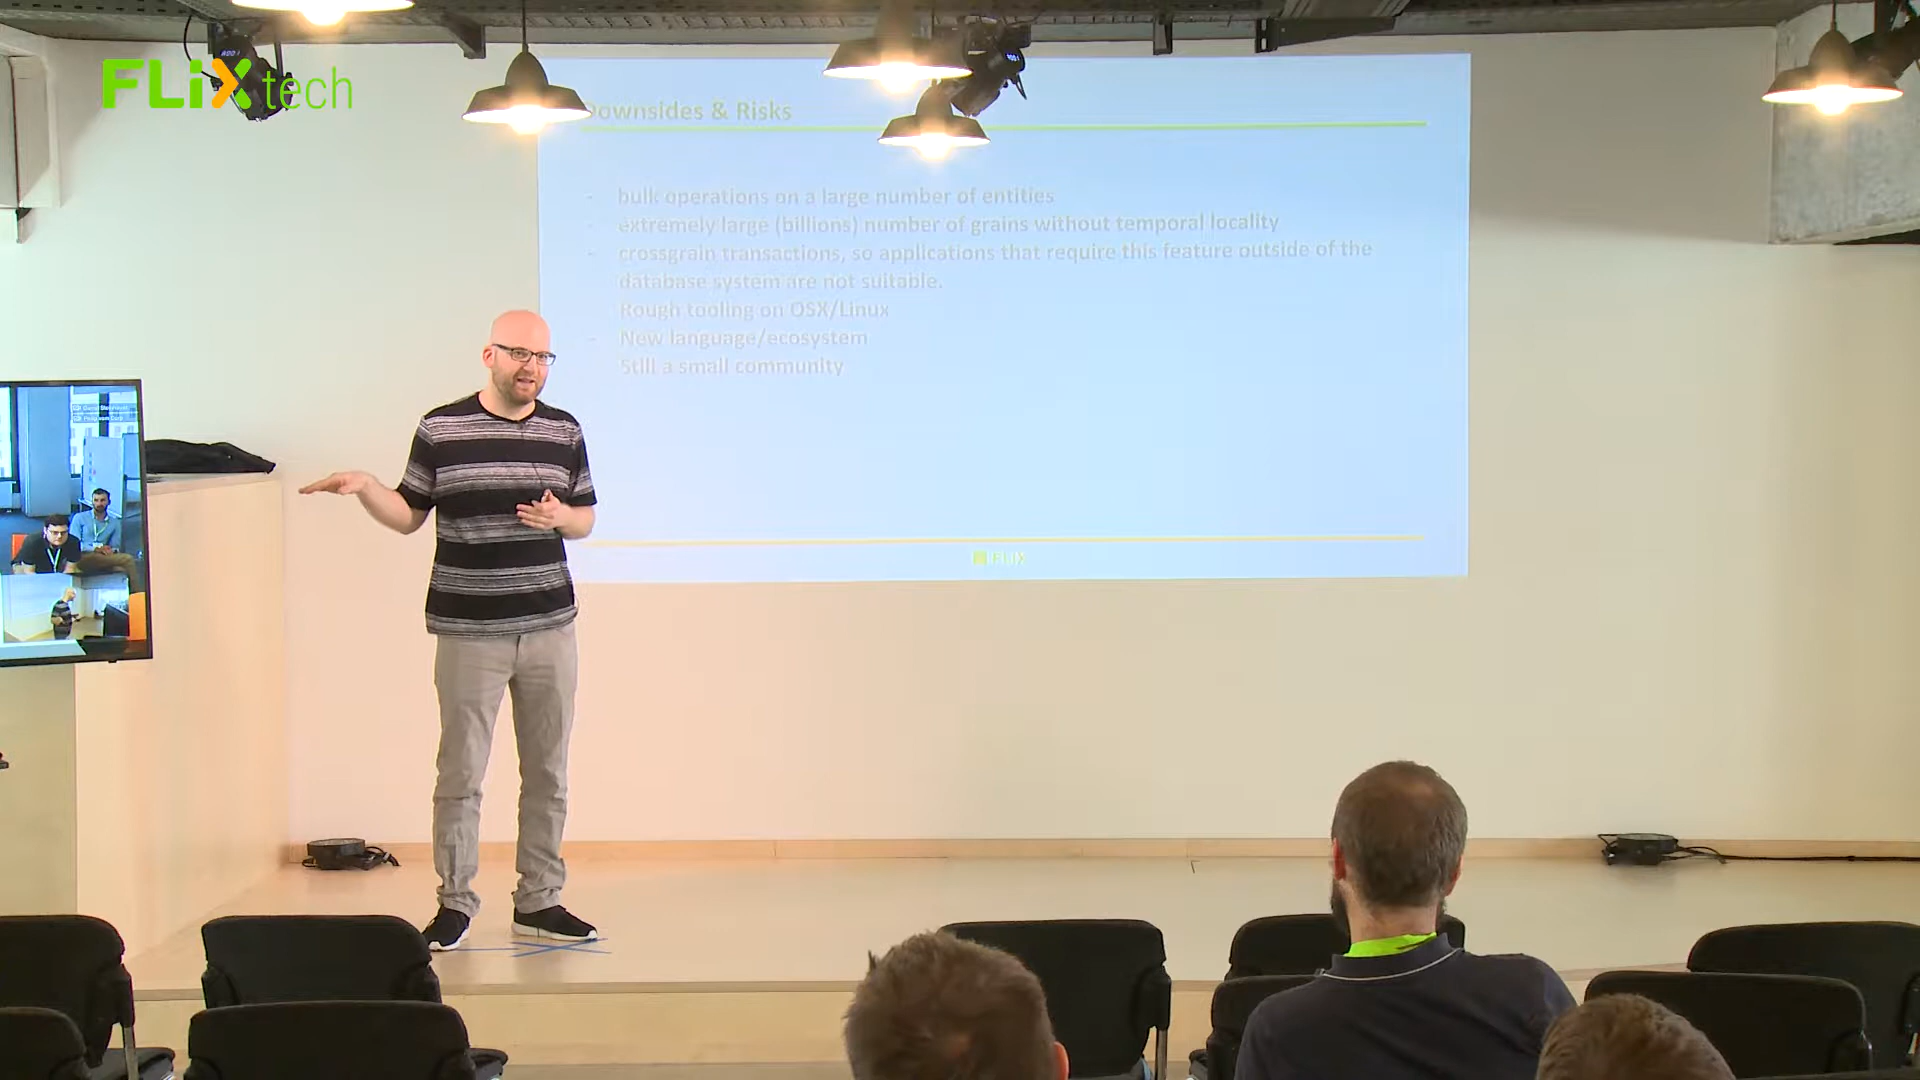 FLiX tech
Downsides & Risks
- bulk operations on a large number of entities
- extremely large (billions) number of grains without temporal locality
- crossgrain transactions, so applications that require this feature outside of the
database system are not suitable.
Rough tooling on OSX/Linux
- New language/ecosystem
Still a small community
FLiX